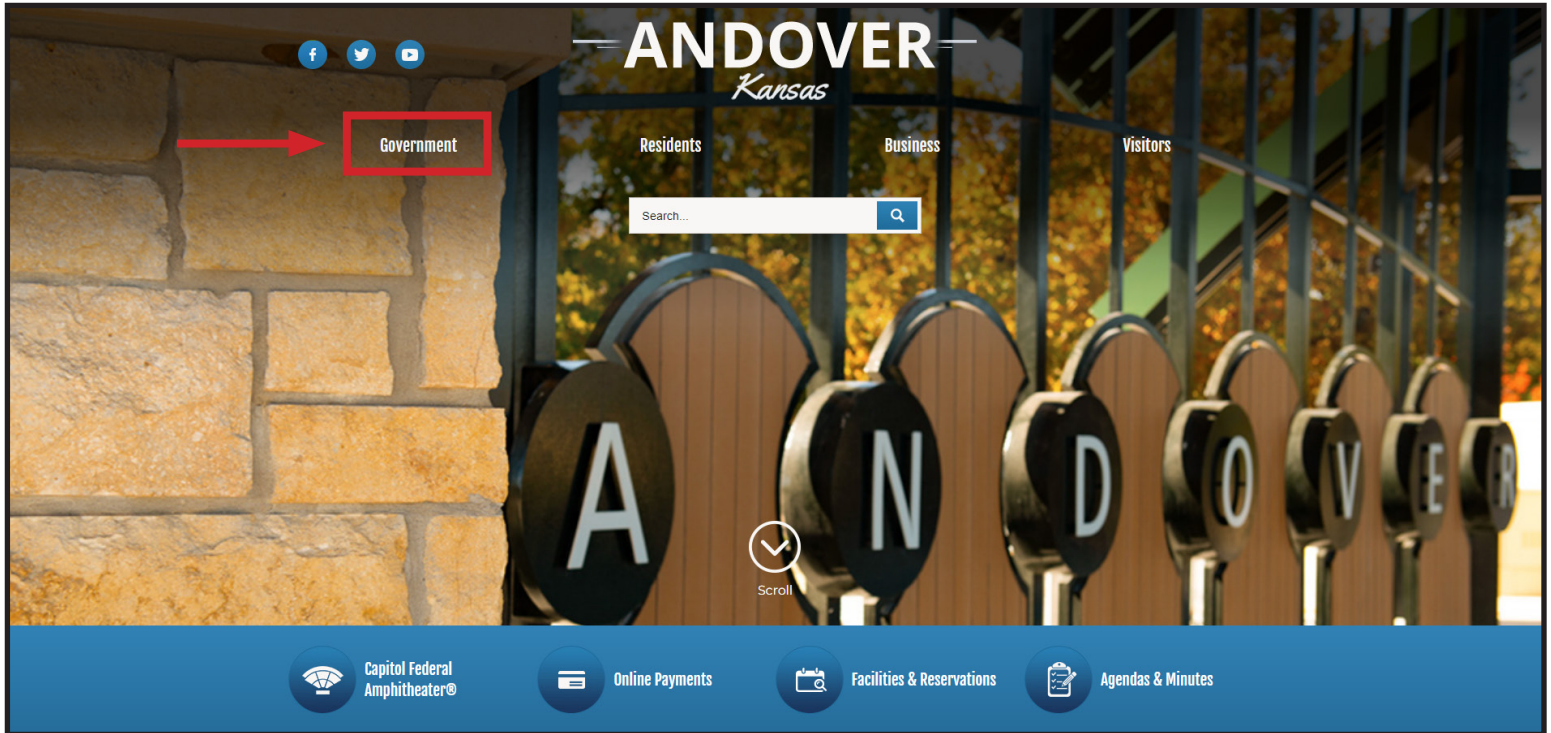 ANDOVER
Kansas
Government
Residents
Business
Visitors
Search...
A N D O V E R
Scroll
Capitol Federal
Amphitheater®
Online Payments
Facilities & Reservations
Agendas & Minutes